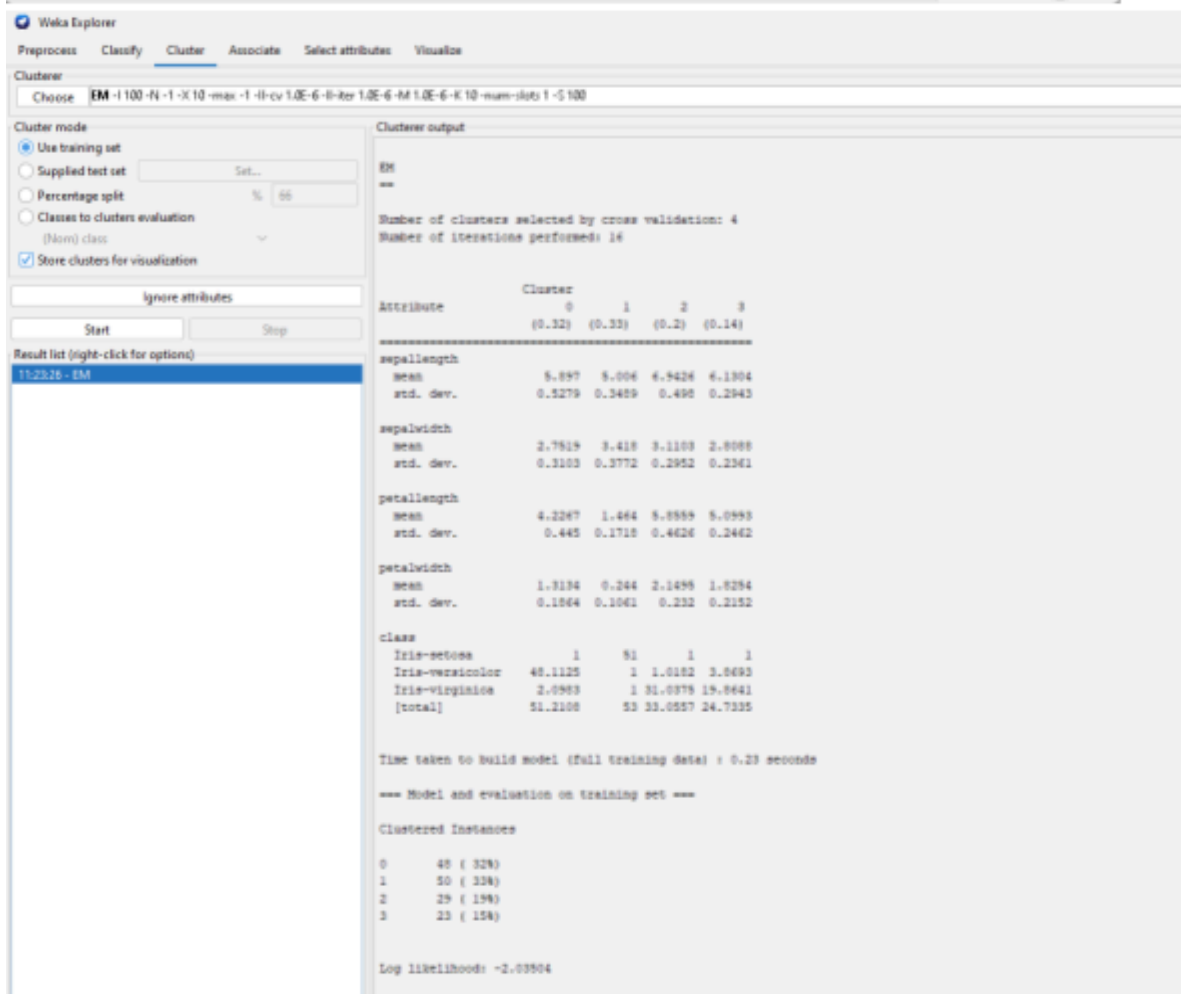 Weka Explorer
Preprocess Classify Cluster Associate Select attributes Visualize
Clusterer
Choose EM -I 100 -N -1 -X 10 -max -1 -ll-cv 1.0E-6 -ll-iter 1.0E-6 -M 1.0E-6 -K 10 -num-slots 1 -S 100
Cluster mode
Use training set
Supplied test set Set...
Percentage split % 66
Classes to clusters evaluation
(Nom) class
Store clusters for visualization
Ignore attributes
Start Stop
Result list (right-click for options)
11:23:26 - EM
Clusterer output
EM
==
Number of clusters selected by cross validation: 4
Number of iterations performed: 16
Cluster
Attribute 0 1 2 3
(0.32) (0.33) (0.2) (0.14)
======================================================
sepallength
mean 5.897 5.006 6.9426 6.1304
std. dev. 0.5279 0.3489 0.498 0.2943
sepalwidth
mean 2.7519 3.418 3.1103 2.8088
std. dev. 0.3103 0.3772 0.2952 0.2361
petallength
mean 4.2267 1.464 5.8559 5.0993
std. dev. 0.445 0.1718 0.4626 0.2462
petalwidth
mean 1.3134 0.244 2.1495 1.8254
std. dev. 0.1864 0.1061 0.232 0.2152
class
Iris-setosa 1 51 1 1
Iris-versicolor 48.1125 1 1.0182 3.8693
Iris-virginica 2.0983 1 31.0375 19.8641
[total] 51.2108 53 33.0557 24.7335
Time taken to build model (full training data) : 0.23 seconds
=== Model and evaluation on training set ===
Clustered Instances
0 48 ( 32%)
1 50 ( 33%)
2 29 ( 19%)
3 23 ( 15%)
Log likelihood: -2.03504